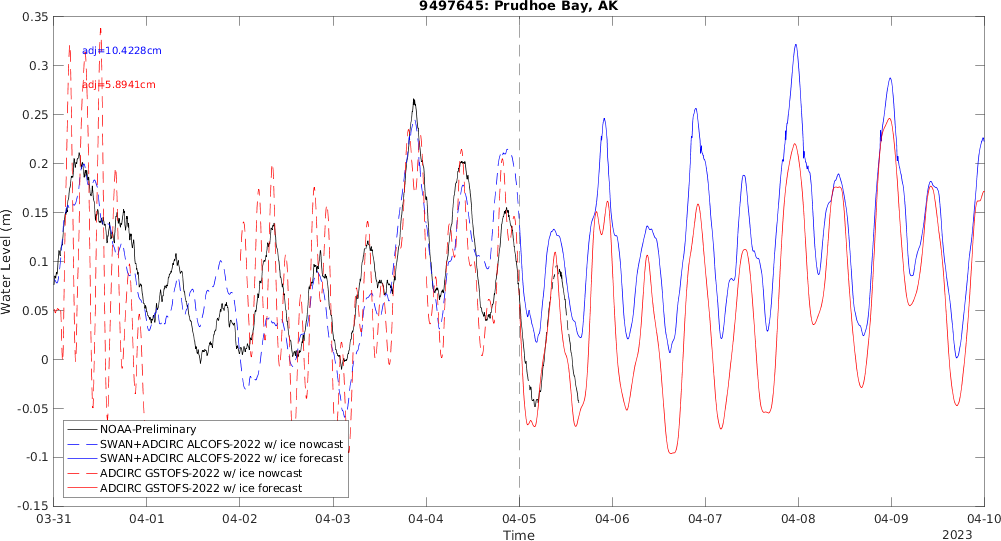 9497645: Prudhoe Bay, AK
0.35
0.3
0.25
0.2
0.15
0.1
0.05
0
-0.05
-0.1
-0.15
Water Level (m)
adj=10.4228cm
adj=5.8941cm
NOAA-Preliminary
SWAN+ADCIRC ALCOFS-2022 w/ ice nowcast
SWAN+ADCIRC ALCOFS-2022 w/ ice forecast
ADCIRC GSTOFS-2022 w/ ice nowcast
ADCIRC GSTOFS-2022 w/ ice forecast
03-31 04-01 04-02 04-03 04-04 04-05 04-06 04-07 04-08 04-09 04-10
Time
2023